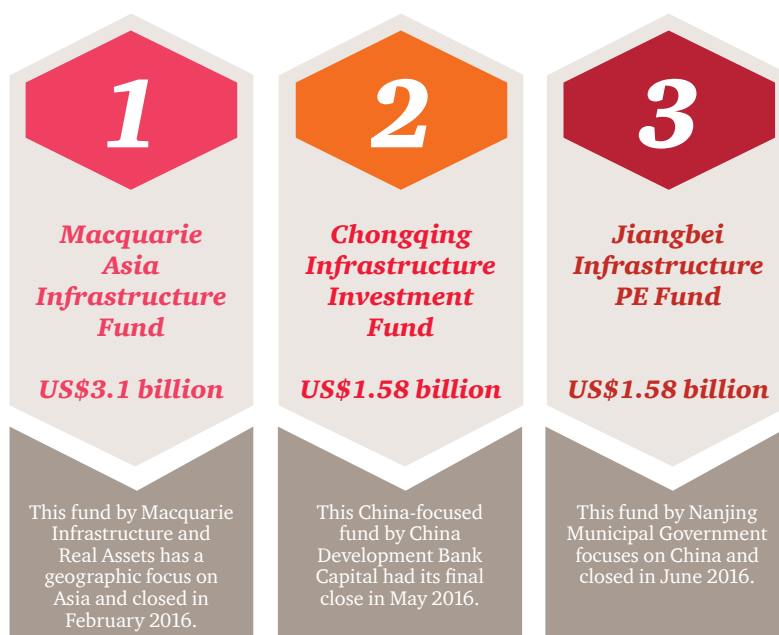 1
Macquarie
Asia
Infrastructure
Fund
US$3.1 billion
This fund by Macquarie
Infrastructure and
Real Assets has a
geographic focus on
Asia and closed in
February 2016.
2
Chongqing
Infrastructure
Investment
Fund
US$1.58 billion
This China-focused
fund by China
Development Bank
Capital had its final
close in May 2016.
3
Jiangbei
Infrastructure
PE Fund
US$1.58 billion
This fund by Nanjing
Municipal Government
focuses on China and
closed in June 2016.